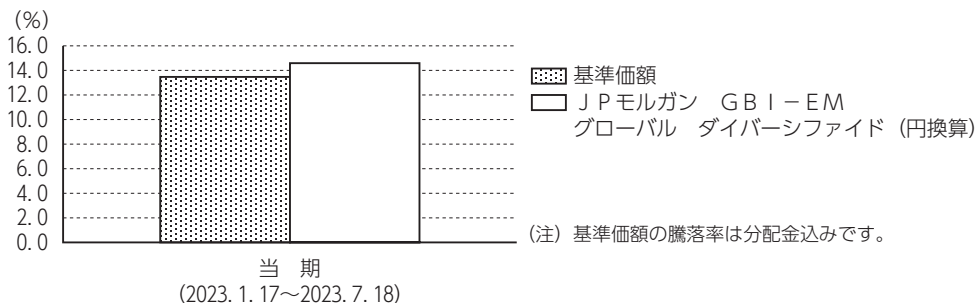 (%)
16.0
14.0
12.0
10.0
8.0
6.0
4.0
2.0
0.0
当 期
(2023.1.17～2023.7.18)
基準価額
ＪＰモルガン　ＧＢＩ－ＥＭ
グローバル　ダイバーシファイド（円換算）
（注）基準価額の騰落率は分配金込みです。